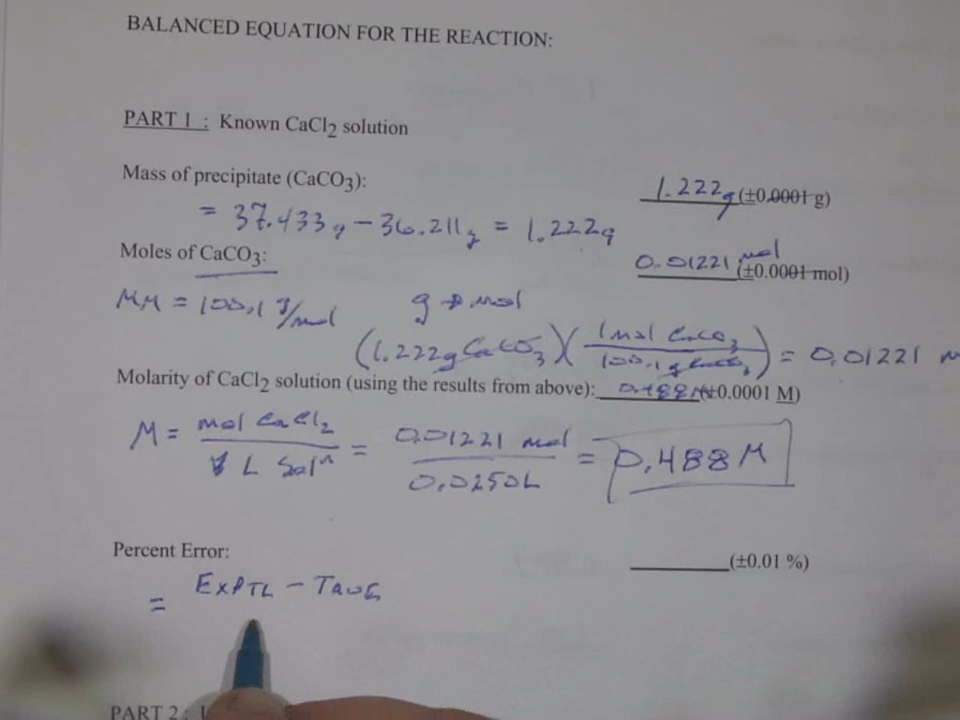 BALANCED EQUATION FOR THE REACTION:
PART 1 : Known CaCl2 solution
Mass of precipitate (CaCO3): 1.222g (±0.0001 g)
= 37.433g - 36.211g = 1.222g
Moles of CaCO3: 0.01221 mol (±0.0001 mol)
MM = 100.1 g/mol g → mol
(1.222g CaCO3)(1 mol CaCO3 / 100.1 g CaCO3) = 0.01221 m
Molarity of CaCl2 solution (using the results from above): 0.488 M (±0.0001 M)
M = mol CaCl2 / L Solⁿ = 0.01221 mol / 0.0250L = 0.488 M
Percent Error: (±0.01 %)
= EXPTL - TRUE
PART 2 :